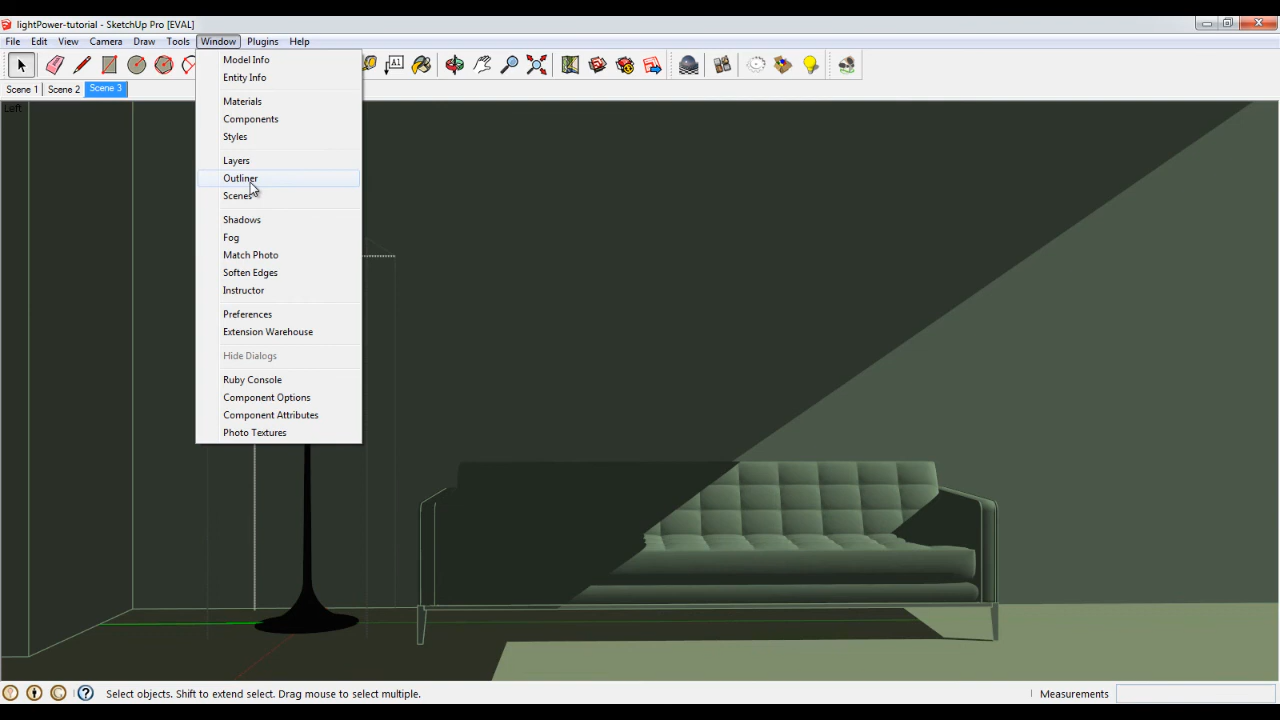 lightPower-tutorial - SketchUp Pro [EVAL]
File Edit View Camera Draw Tools Window Plugins Help
A1
Scene 1 Scene 2 Scene 3
Left
Model Info
Entity Info
Materials
Components
Styles
Layers
Outliner
Scenes
Shadows
Fog
Match Photo
Soften Edges
Instructor
Preferences
Extension Warehouse
Hide Dialogs
Ruby Console
Component Options
Component Attributes
Photo Textures
Select objects. Shift to extend select. Drag mouse to select multiple. Measurements